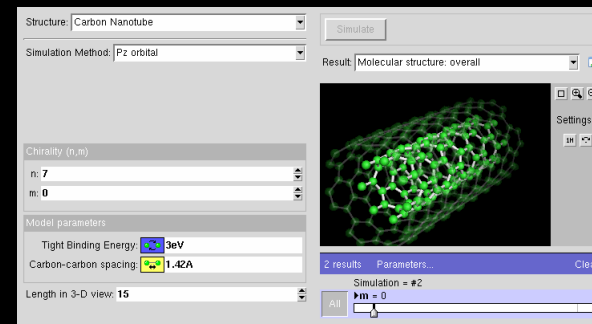 Structure: Carbon Nanotube
Simulation Method: Pz orbital
Chirality (n,m)
n: 7
m: 0
Model parameters
Tight Binding Energy: 3eV
Carbon-carbon spacing: 1.42A
Length in 3-D view: 15
Simulate
Result: Molecular structure: overall
Settings
2 results Parameters... Clea
Simulation = #2
All
m = 0